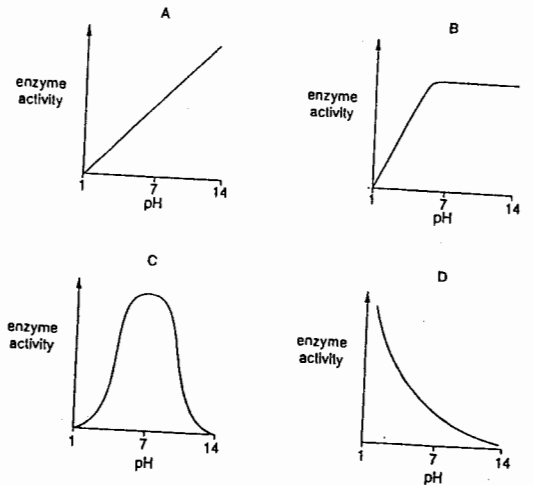 A
enzyme
activity
1 7 14
pH
B
enzyme
activity
1 7 14
pH
C
enzyme
activity
1 7 14
pH
D
enzyme
activity
1 7 14
pH